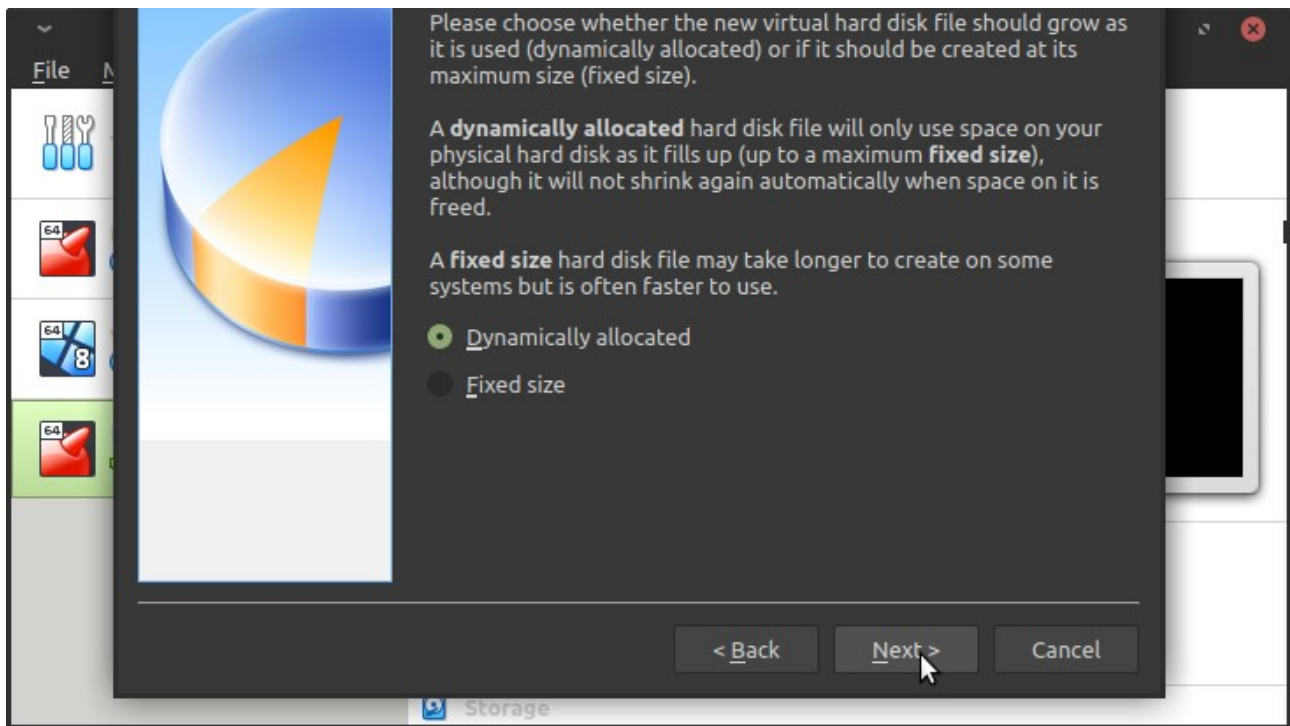 Please choose whether the new virtual hard disk file should grow as
it is used (dynamically allocated) or if it should be created at its
maximum size (fixed size).
File
A dynamically allocated hard disk file will only use space on your
physical hard disk as it fills up (up to a maximum fixed size),
although it will not shrink again automatically when space on it is
freed.
64
A fixed size hard disk file may take longer to create on some
systems but is often faster to use.
64
8
Dynamically allocated
Fixed size
64
< Back
Next >
Cancel
Storage